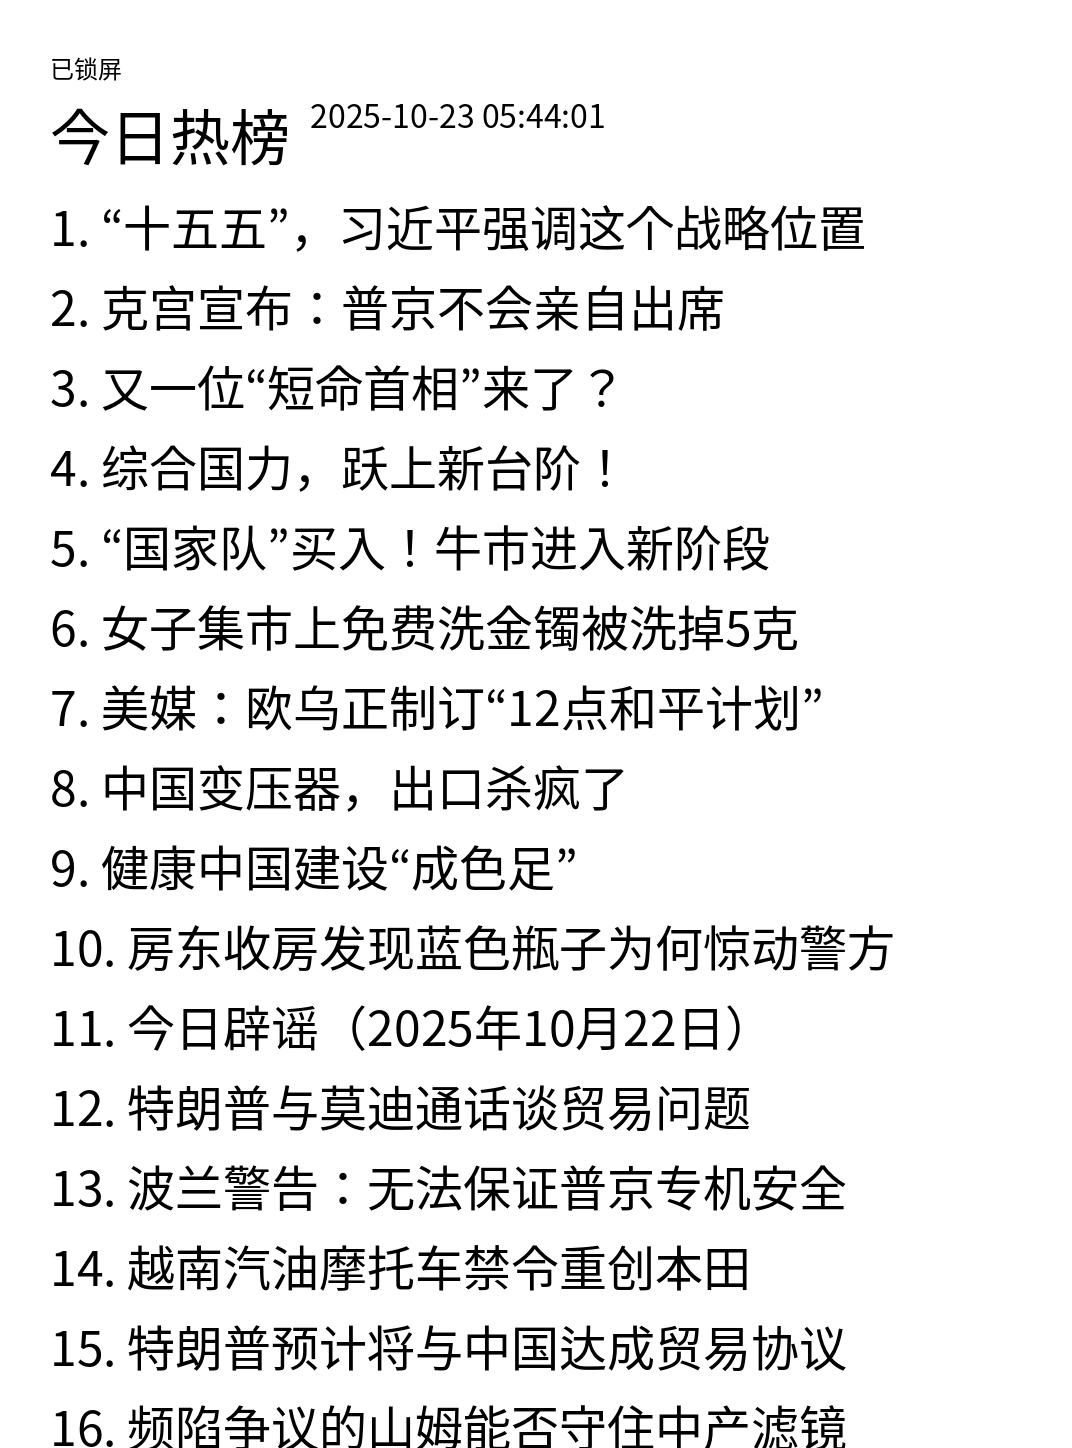 已锁屏
今日热榜 2025-10-23 05:44:01
1. “十五五”，习近平强调这个战略位置
2. 克宫宣布：普京不会亲自出席
3. 又一位“短命首相”来了？
4. 综合国力，跃上新台阶！
5. “国家队”买入！牛市进入新阶段
6. 女子集市上免费洗金镯被洗掉5克
7. 美媒：欧乌正制订“12点和平计划”
8. 中国变压器，出口杀疯了
9. 健康中国建设“成色足”
10. 房东收房发现蓝色瓶子为何惊动警方
11. 今日辟谣（2025年10月22日）
12. 特朗普与莫迪通话谈贸易问题
13. 波兰警告：无法保证普京专机安全
14. 越南汽油摩托车禁令重创本田
15. 特朗普预计将与中国达成贸易协议
16. 频陷争议的山姆能否守住中产滤镜